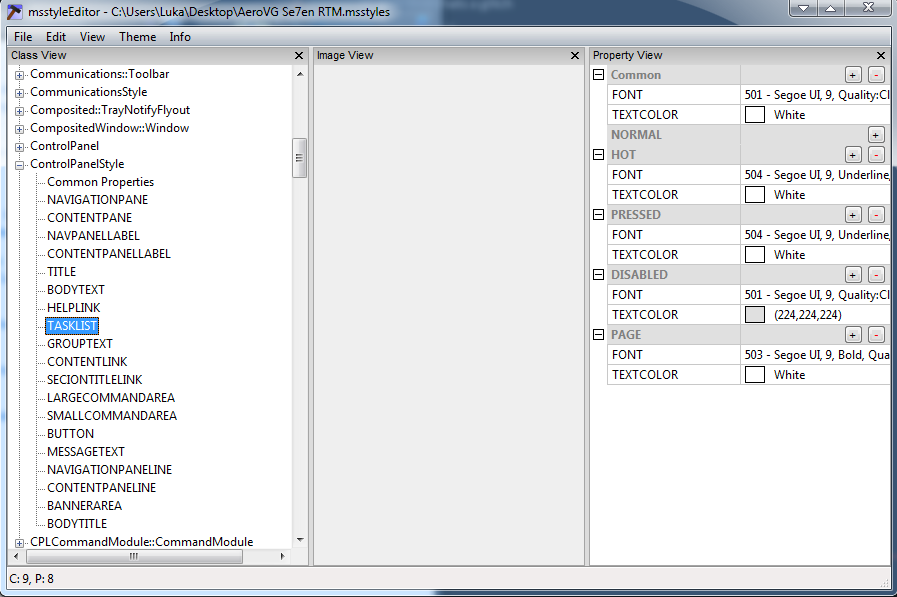 msstyleEditor - C:\Users\Luka\Desktop\AeroVG Se7en RTM.msstyles
File Edit View Theme Info
Class View
Communications::Toolbar
CommunicationsStyle
Composited::TrayNotifyFlyout
CompositedWindow::Window
ControlPanel
ControlPanelStyle
Common Properties
NAVIGATIONPANE
CONTENTPANE
NAVPANELLABEL
CONTENTPANELLABEL
TITLE
BODYTEXT
HELPLINK
TASKLIST
GROUPTEXT
CONTENTLINK
SECIONTITLELINK
LARGECOMMANDAREA
SMALLCOMMANDAREA
BUTTON
MESSAGETEXT
NAVIGATIONPANELINE
CONTENTPANELINE
BANNERAREA
BODYTITLE
CPLCommandModule::CommandModule
Image View
Property View
Common
FONT 501 - Segoe UI, 9, Quality:Cl
TEXTCOLOR White
NORMAL
HOT
FONT 504 - Segoe UI, 9, Underline,
TEXTCOLOR White
PRESSED
FONT 504 - Segoe UI, 9, Underline,
TEXTCOLOR White
DISABLED
FONT 501 - Segoe UI, 9, Quality:Cl
TEXTCOLOR (224,224,224)
PAGE
FONT 503 - Segoe UI, 9, Bold, Qua
TEXTCOLOR White
C: 9, P: 8